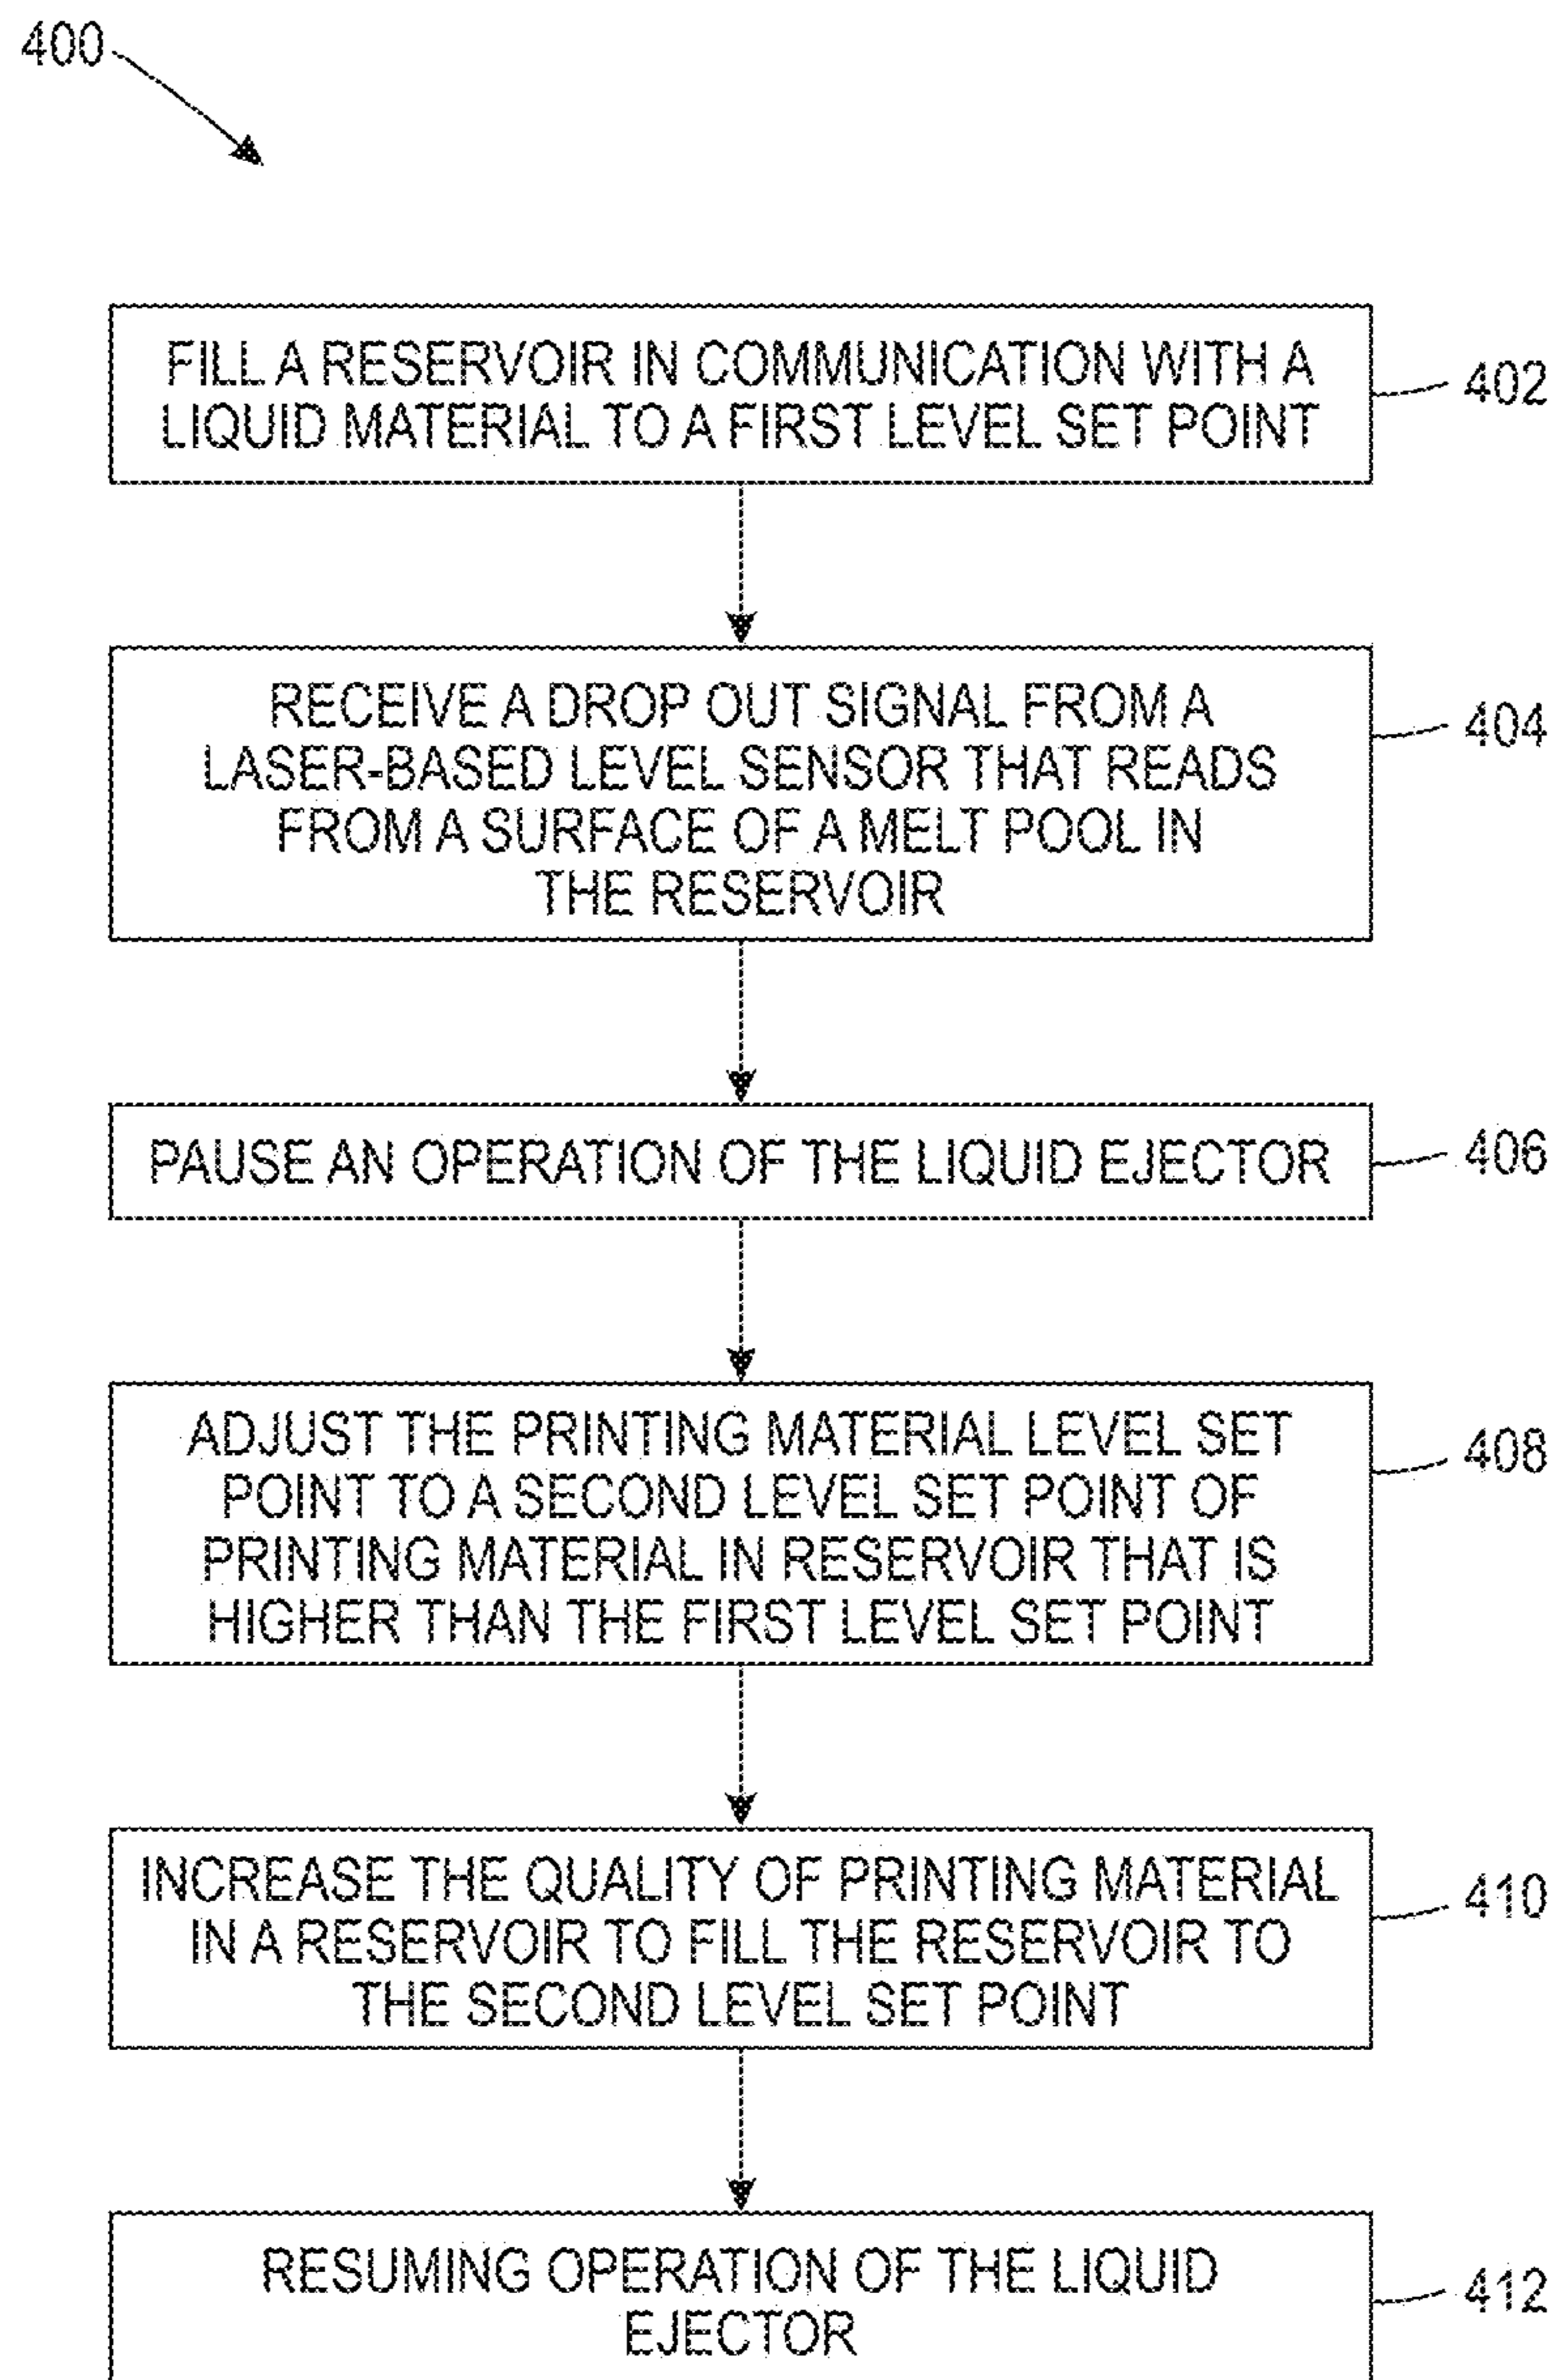 400
FILL A RESERVOIR IN COMMUNICATION WITH A
LIQUID MATERIAL TO A FIRST LEVEL SET POINT
402
RECEIVE A DROP OUT SIGNAL FROM A
LASER-BASED LEVEL SENSOR THAT READS
FROM A SURFACE OF A MELT POOL IN
THE RESERVOIR
404
PAUSE AN OPERATION OF THE LIQUID EJECTOR
406
ADJUST THE PRINTING MATERIAL LEVEL SET
POINT TO A SECOND LEVEL SET POINT OF
PRINTING MATERIAL IN RESERVOIR THAT IS
HIGHER THAN THE FIRST LEVEL SET POINT
408
INCREASE THE QUALITY OF PRINTING MATERIAL
IN A RESERVOIR TO FILL THE RESERVOIR TO
THE SECOND LEVEL SET POINT
410
RESUMING OPERATION OF THE LIQUID
EJECTOR
412